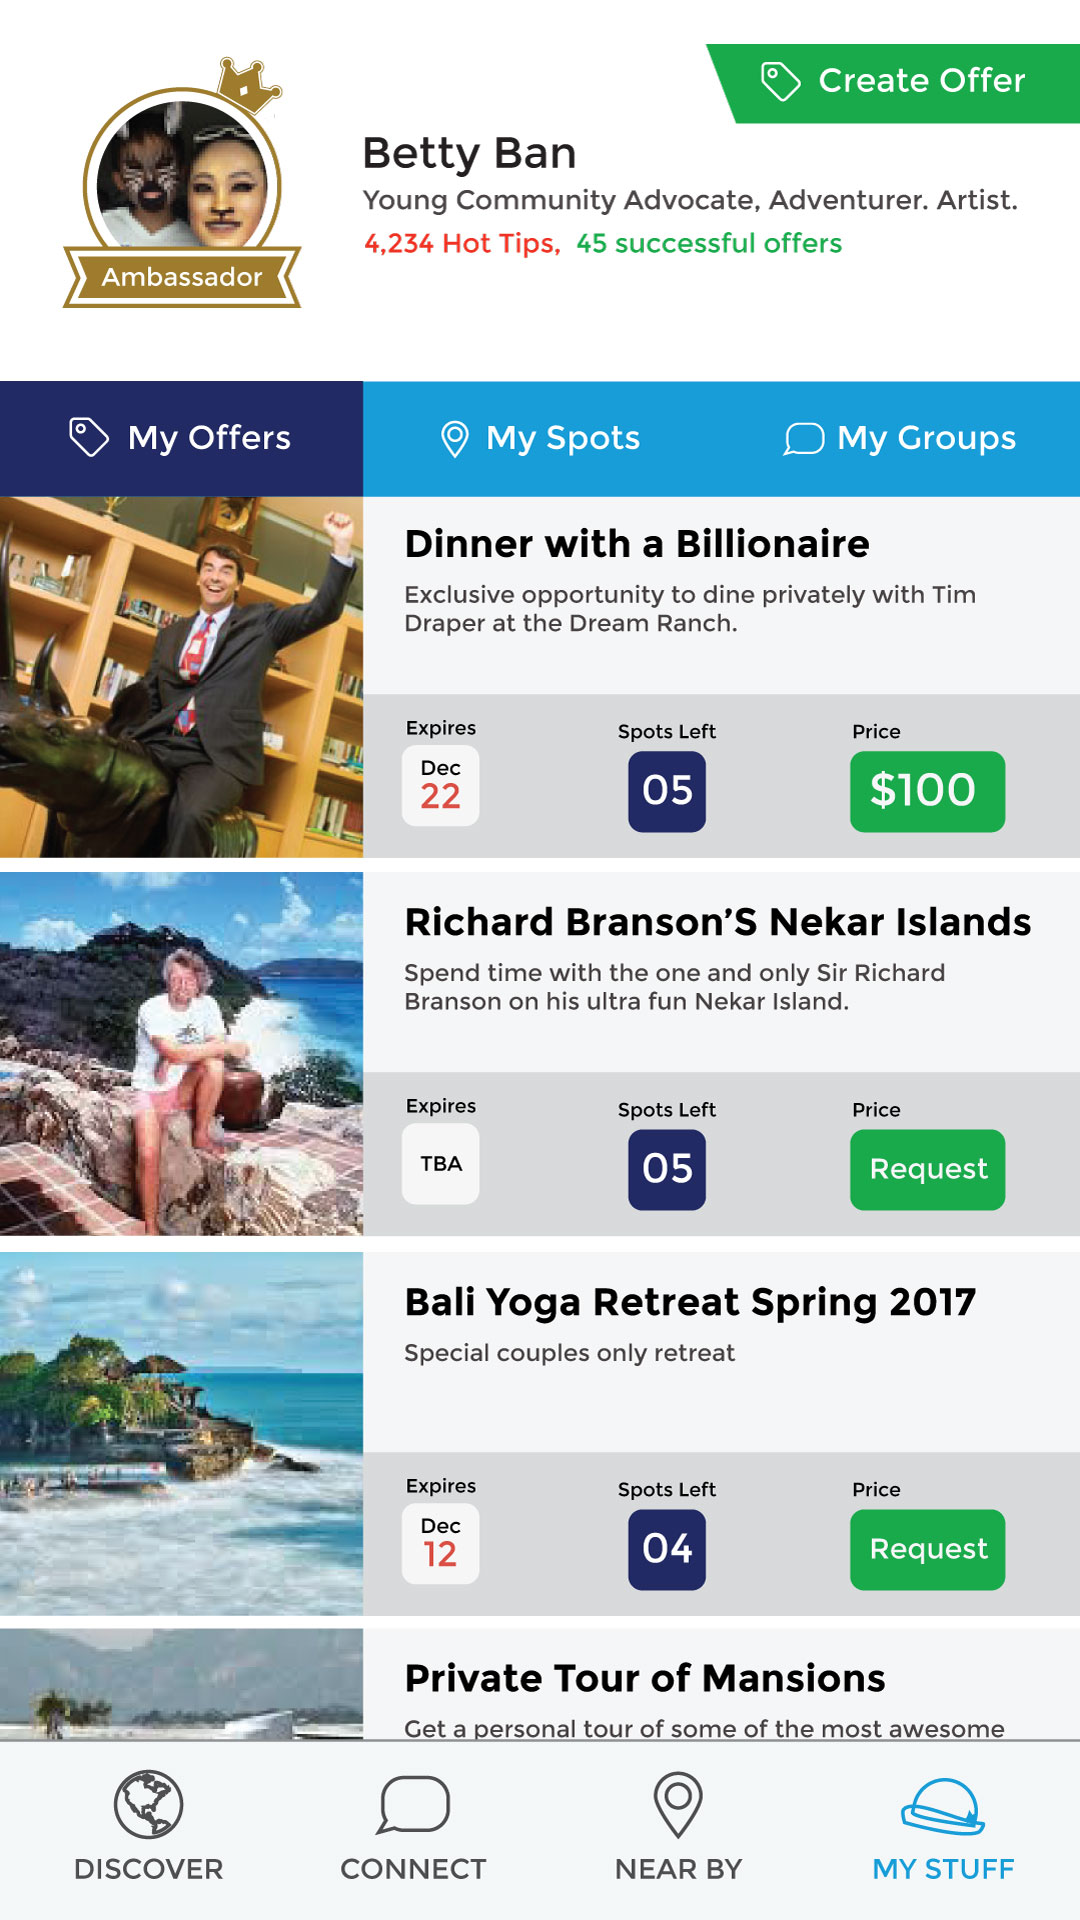 Create Offer
Betty Ban
Young Community Advocate, Adventurer. Artist.
4,234 Hot Tips, 45 successful offers
Ambassador
My Offers
My Spots
My Groups
Dinner with a Billionaire
Exclusive opportunity to dine privately with Tim
Draper at the Dream Ranch.
Expires
Spots Left
Price
Dec
22
05
$100
Richard Branson’S Nekar Islands
Spend time with the one and only Sir Richard
Branson on his ultra fun Nekar Island.
Expires
Spots Left
Price
TBA
05
Request
Bali Yoga Retreat Spring 2017
Special couples only retreat
Expires
Spots Left
Price
Dec
12
04
Request
Private Tour of Mansions
Get a personal tour of some of the most awesome
DISCOVER
CONNECT
NEAR BY
MY STUFF